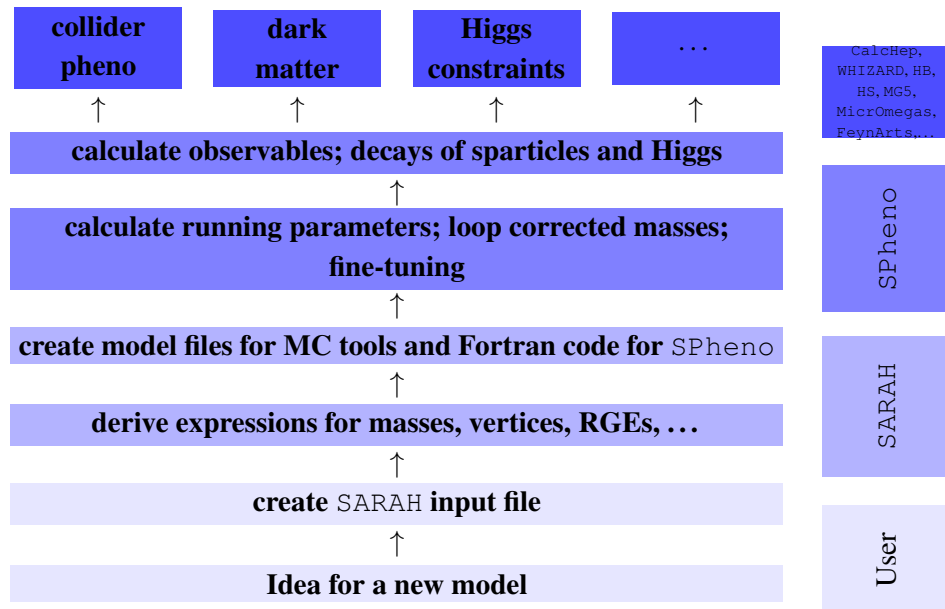 collider
pheno
dark
matter
Higgs
constraints
...
↑ ↑ ↑ ↑
calculate observables; decays of sparticles and Higgs
↑
calculate running parameters; loop corrected masses;
fine-tuning
↑
create model files for MC tools and Fortran code for SPheno
↑
derive expressions for masses, vertices, RGEs, ...
↑
create SARAH input file
↑
Idea for a new model
CalcHep,
WHIZARD, HB,
HS, MG5,
MicrOmegas,
FeynArts,...
SPheno
SARAH
User